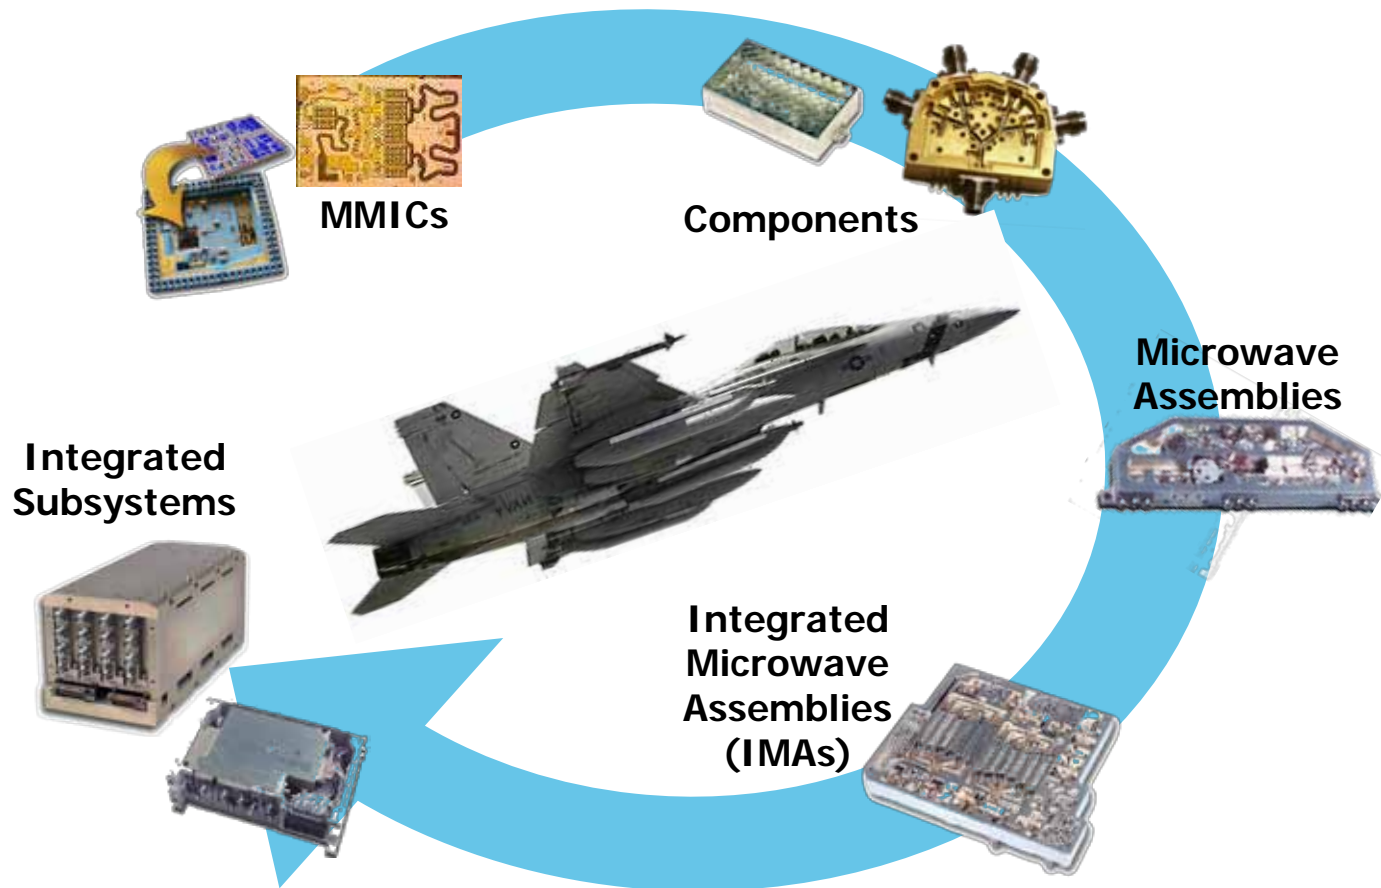 MMICs
Components
Microwave
Assemblies
Integrated
Microwave
Assemblies
(IMAs)
Integrated
Subsystems